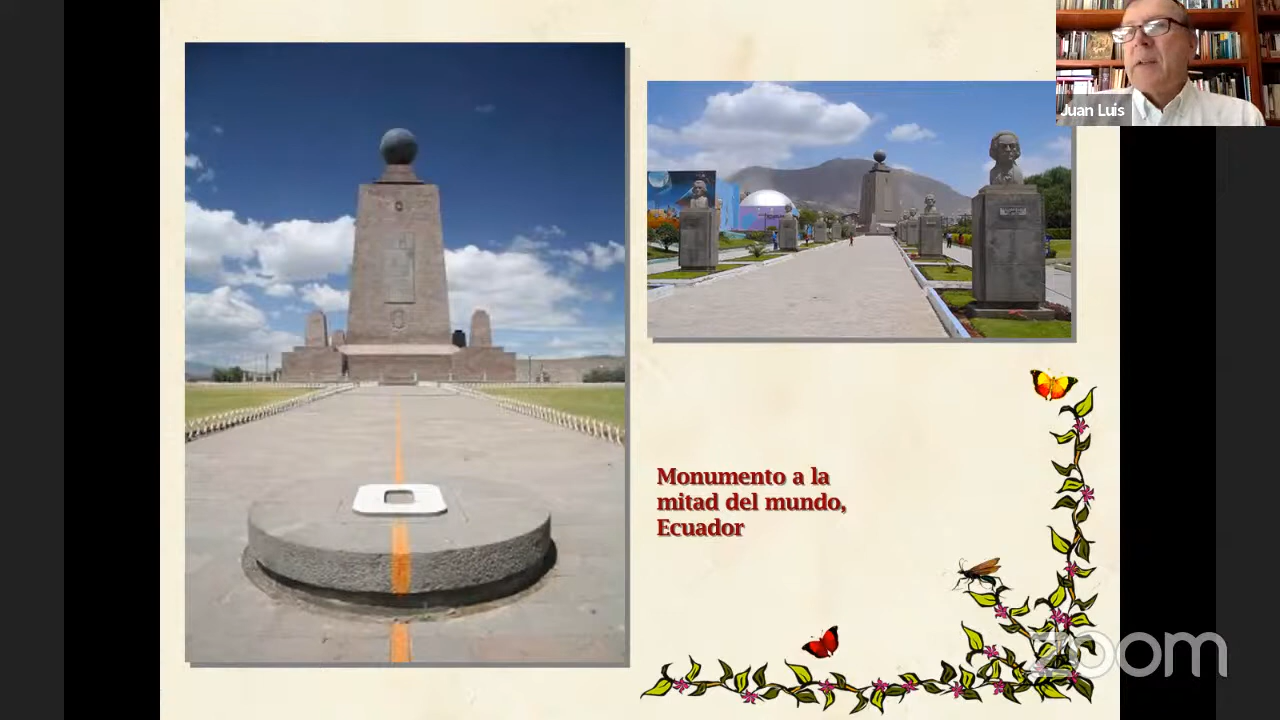 Juan Luis
Monumento a la
mitad del mundo,
Ecuador
zoom